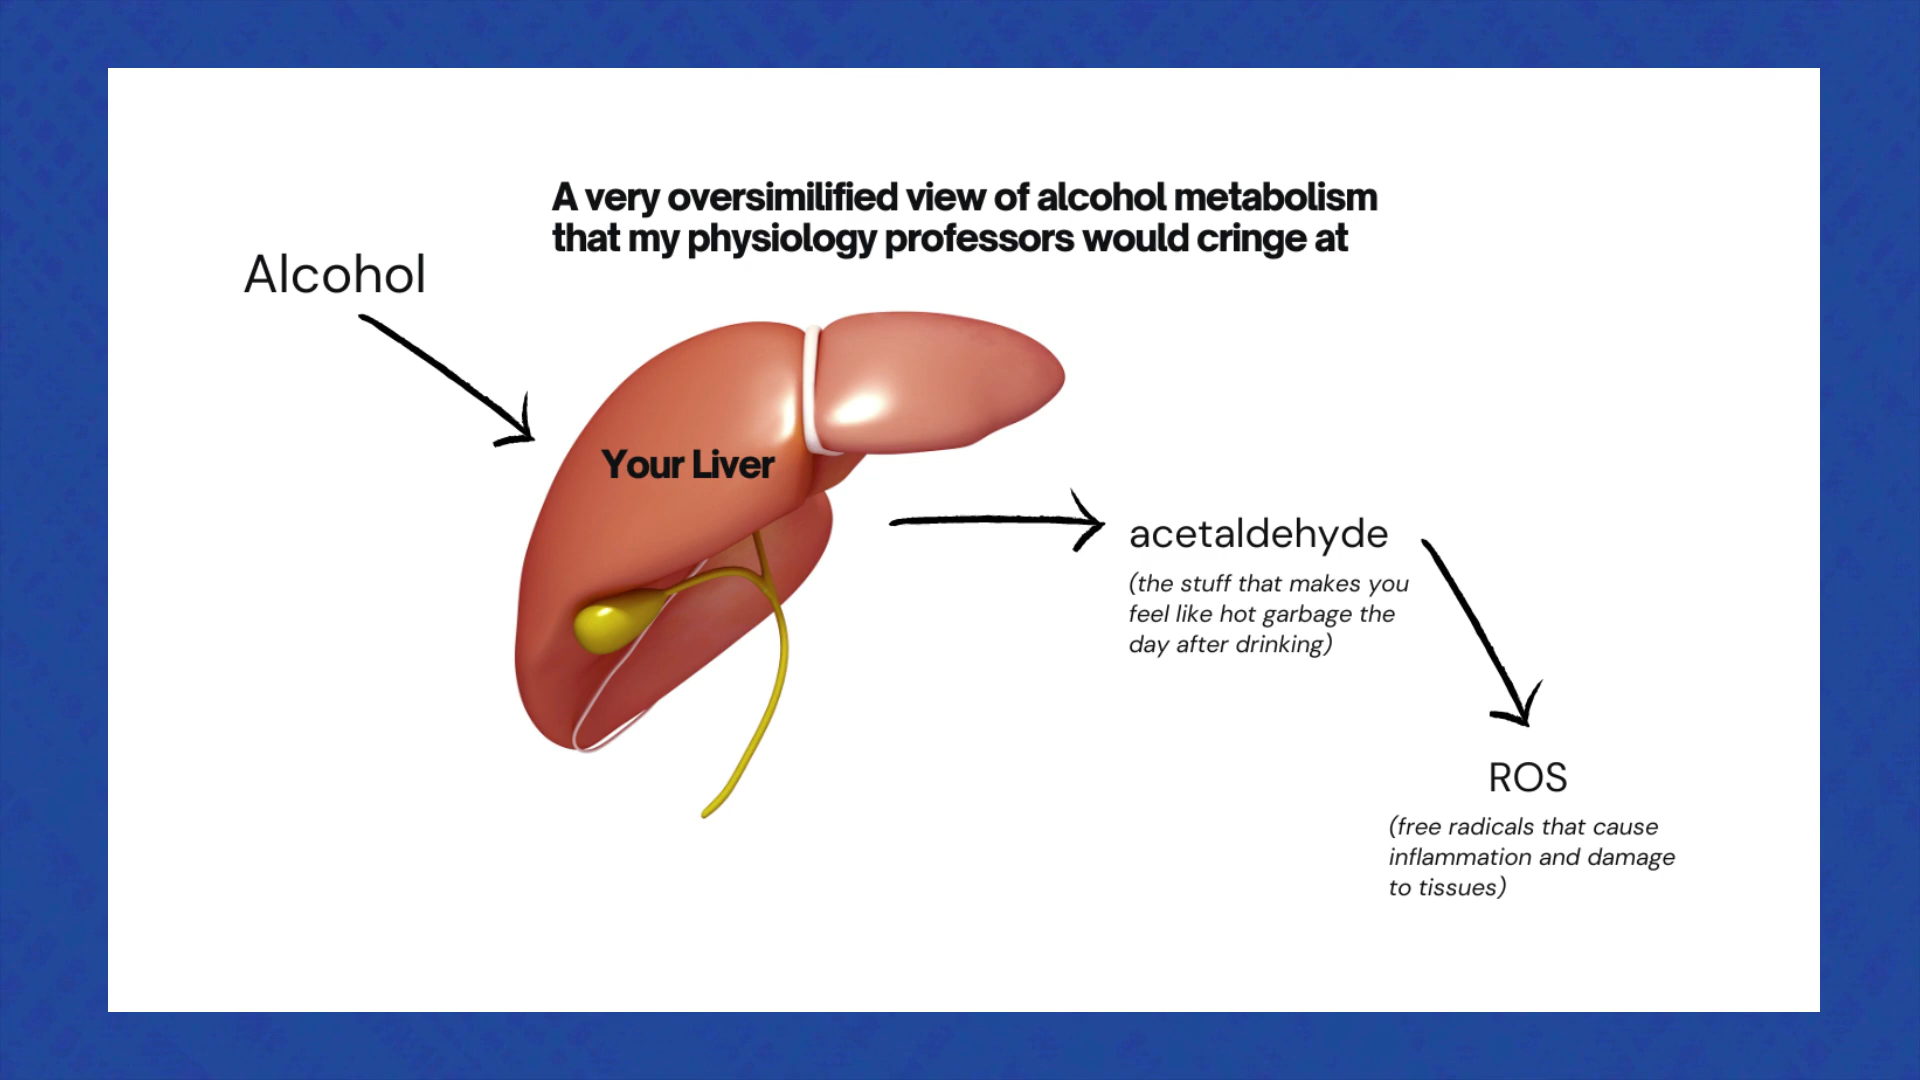 A very oversimilified view of alcohol metabolism
that my physiology professors would cringe at
Alcohol
Your Liver
acetaldehyde
(the stuff that makes you
feel like hot garbage the
day after drinking)
ROS
(free radicals that cause
inflammation and damage
to tissues)